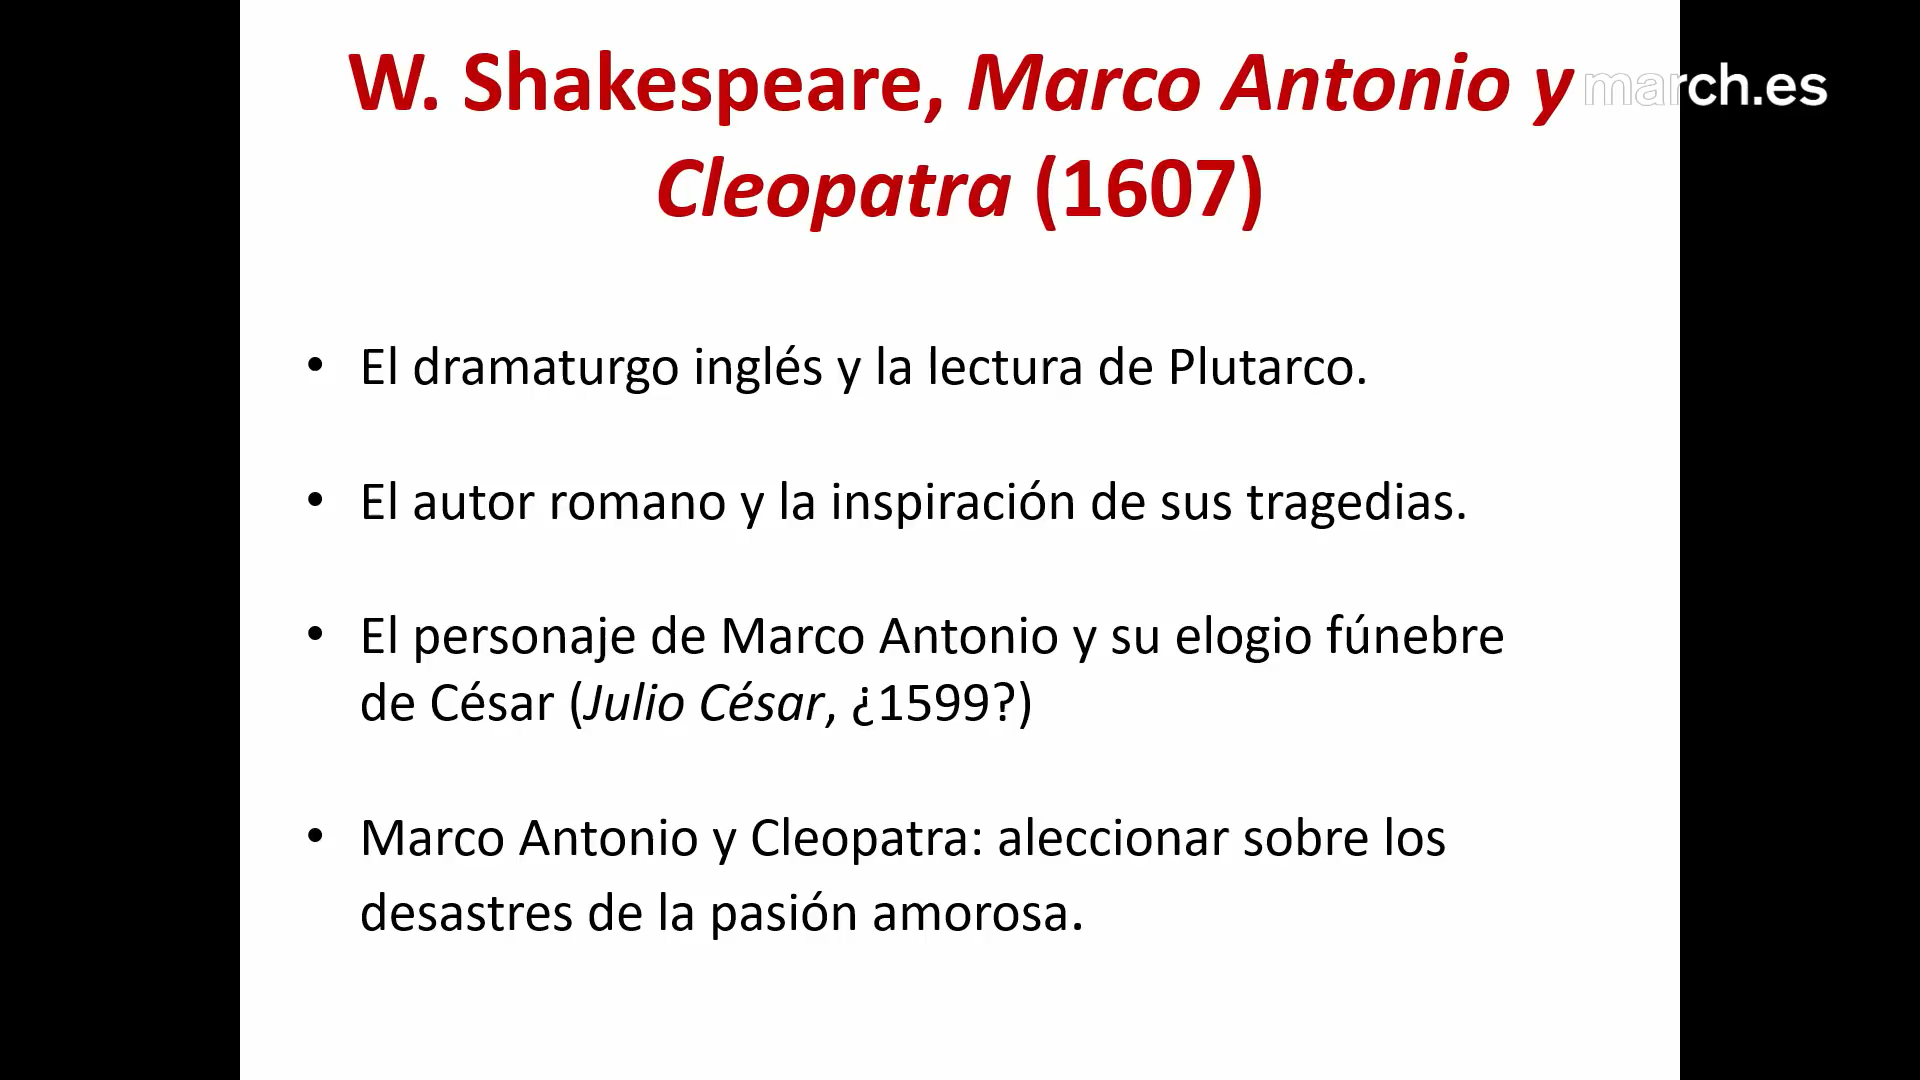 W. Shakespeare, Marco Antonio y
march.es
Cleopatra (1607)
• El dramaturgo inglés y la lectura de Plutarco.
• El autor romano y la inspiración de sus tragedias.
• El personaje de Marco Antonio y su elogio fúnebre
de César (Julio César, ¿1599?)
• Marco Antonio y Cleopatra: aleccionar sobre los
desastres de la pasión amorosa.